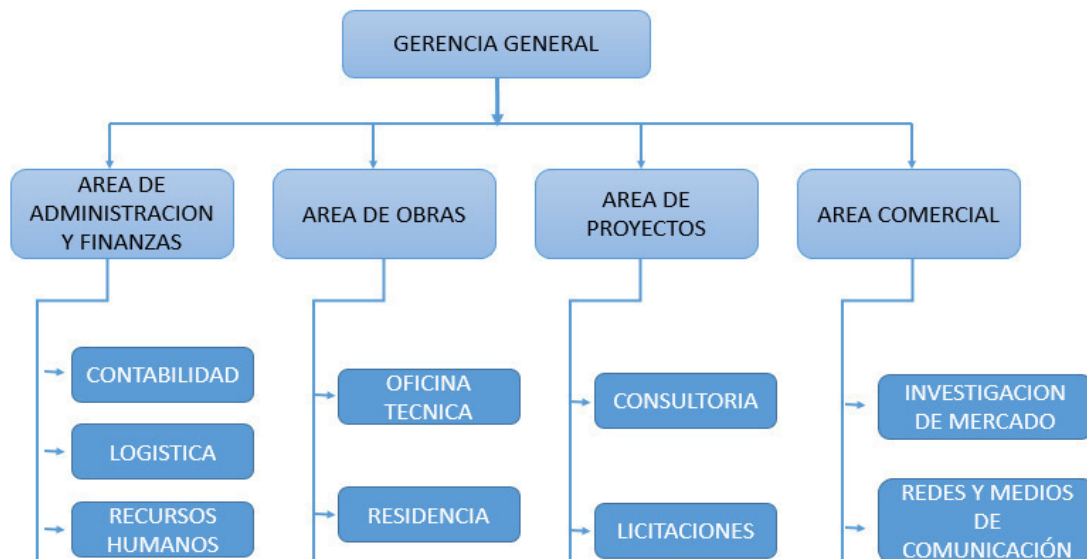 GERENCIA GENERAL
AREA DE
ADMINISTRACION
Y FINANZAS
AREA DE OBRAS
AREA DE
PROYECTOS
AREA COMERCIAL
CONTABILIDAD
LOGISTICA
RECURSOS
HUMANOS
OFICINA
TECNICA
RESIDENCIA
CONSULTORIA
LICITACIONES
INVESTIGACION
DE MERCADO
REDES Y MEDIOS
DE
COMUNICACIÓN